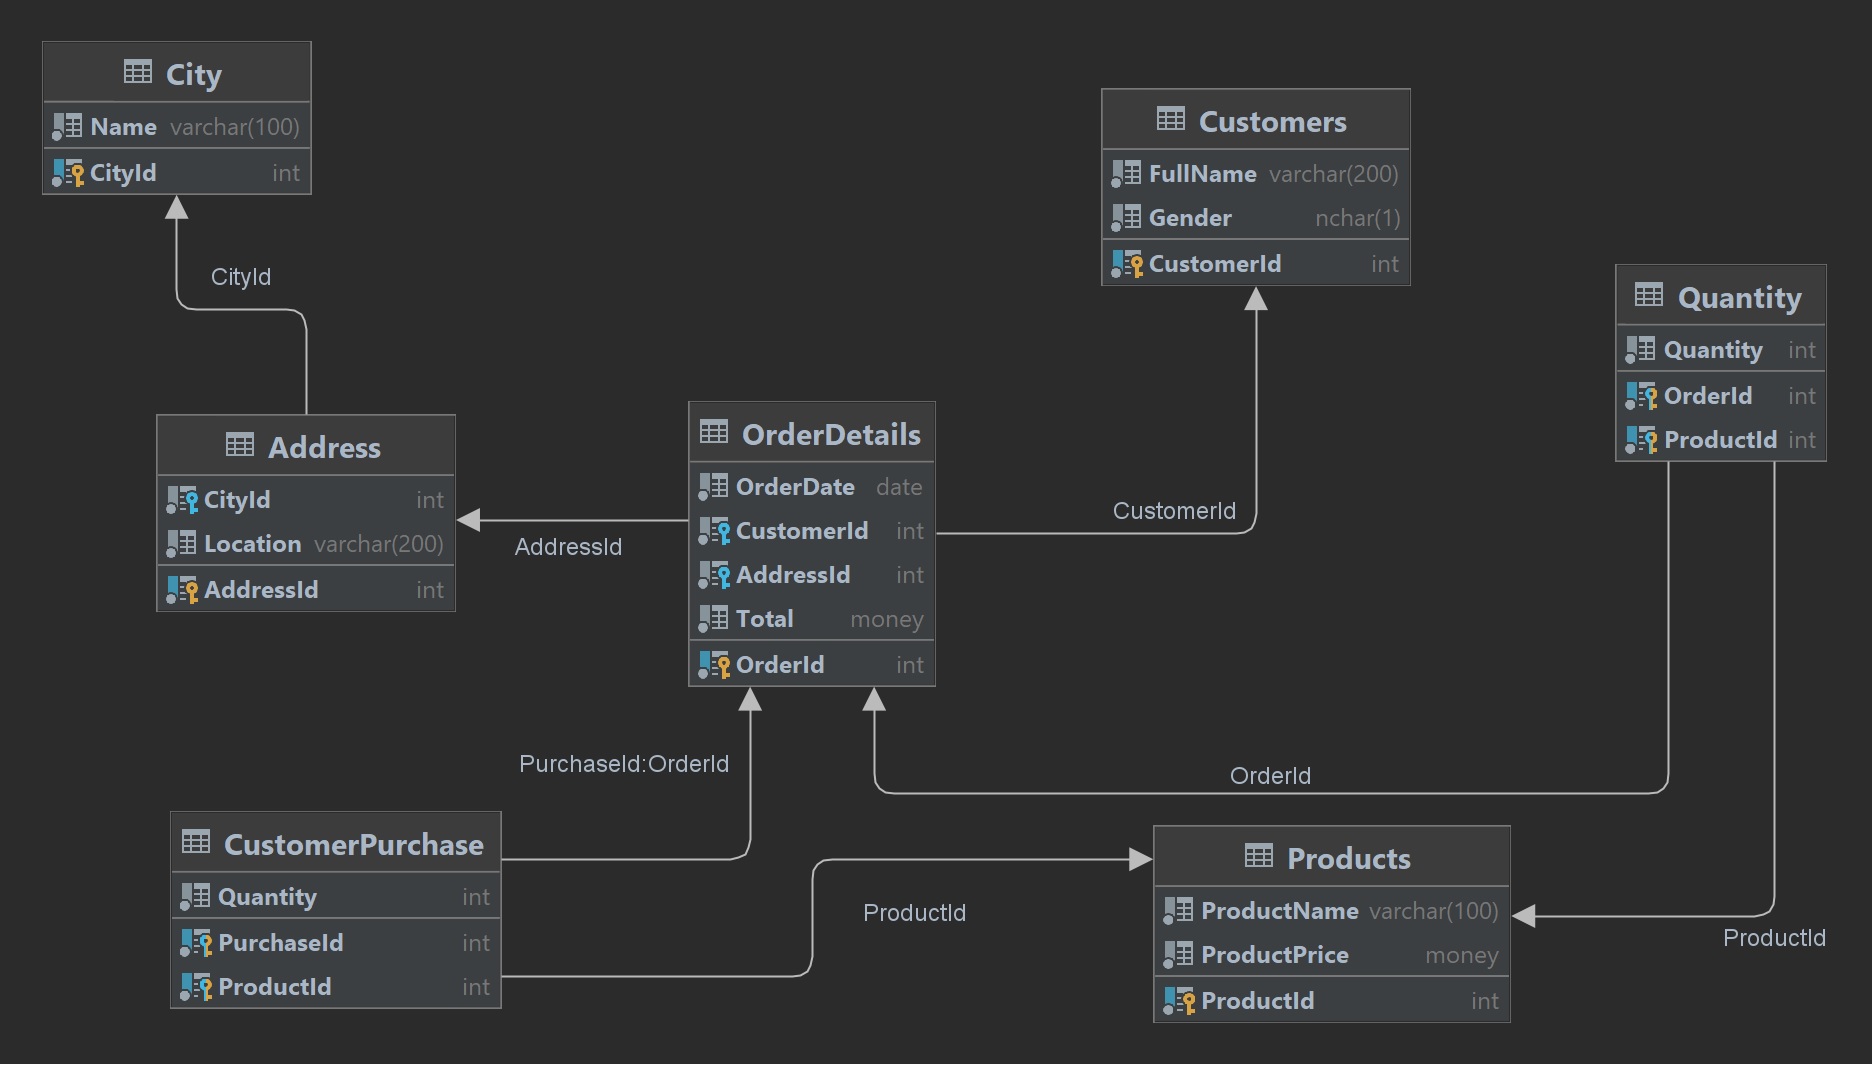 City
Name varchar(100)
CityId int
CityId
Customers
FullName varchar(200)
Gender nchar(1)
CustomerId int
Quantity
Quantity int
OrderId int
ProductId int
Address
CityId int
Location varchar(200)
AddressId int
AddressId
OrderDetails
OrderDate date
CustomerId int
AddressId int
Total money
OrderId int
CustomerId
PurchaseId:OrderId
OrderId
CustomerPurchase
Quantity int
PurchaseId int
ProductId int
ProductId
Products
ProductName varchar(100)
ProductPrice money
ProductId int
ProductId